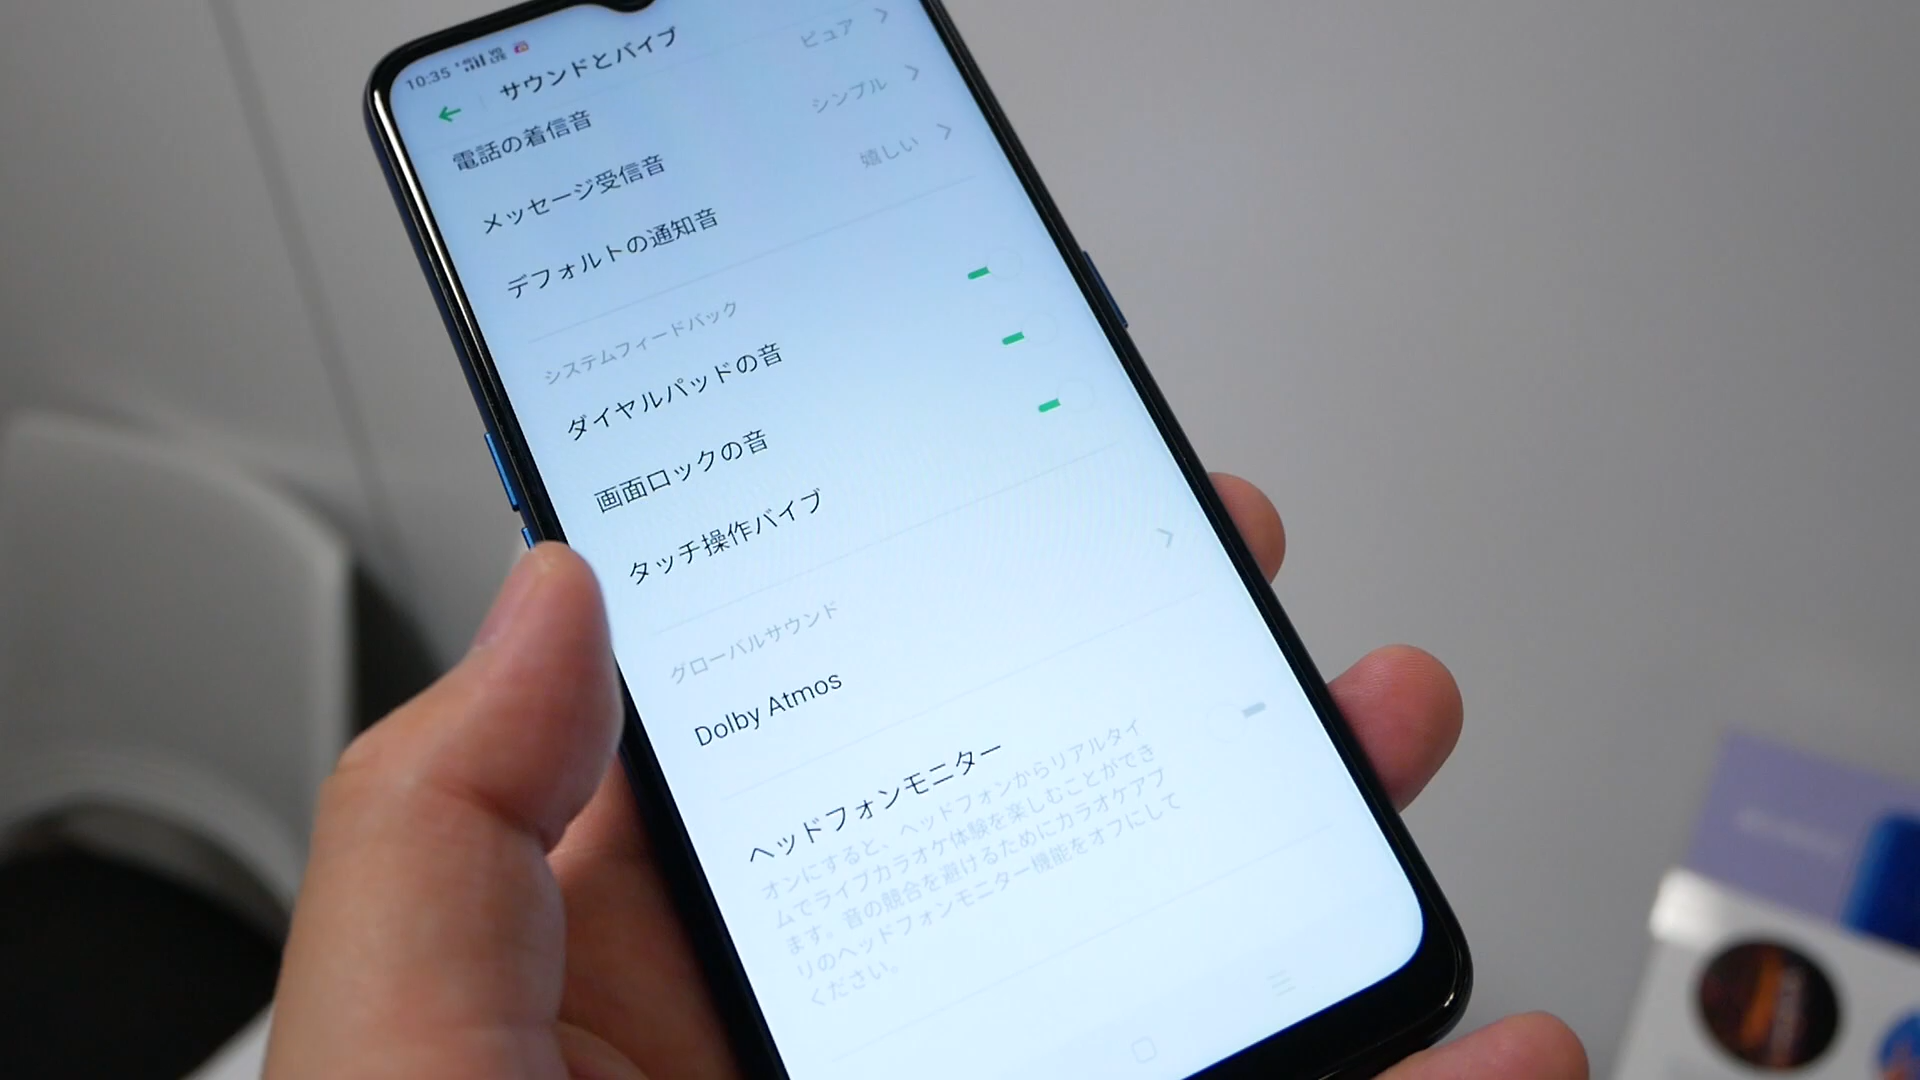 10:35
サウンドとバイブ
電話の着信音 ピュア
メッセージ受信音 シンプル
デフォルトの通知音 嬉しい
システムフィードバック
ダイヤルパッドの音
画面ロックの音
タッチ操作バイブ
グローバルサウンド
Dolby Atmos
ヘッドフォンモニター
オンにすると、ヘッドフォンからリアルタイ
ムでライブカラオケ体験を楽しむことができ
ます。音の競合を避けるためにカラオケアプ
リのヘッドフォンモニター機能をオフにして
ください。